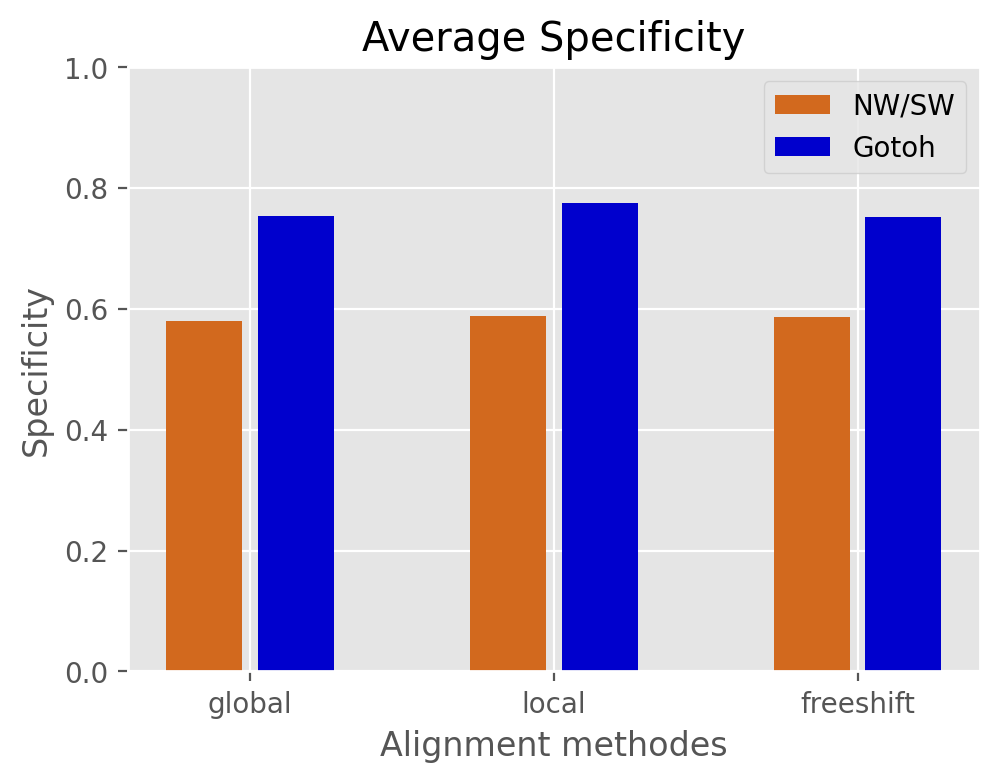 Average Specificity
1.0
0.8
0.6
0.4
0.2
0.0
Specificity
NW/SW
Gotoh
global local freeshift
Alignment methodes